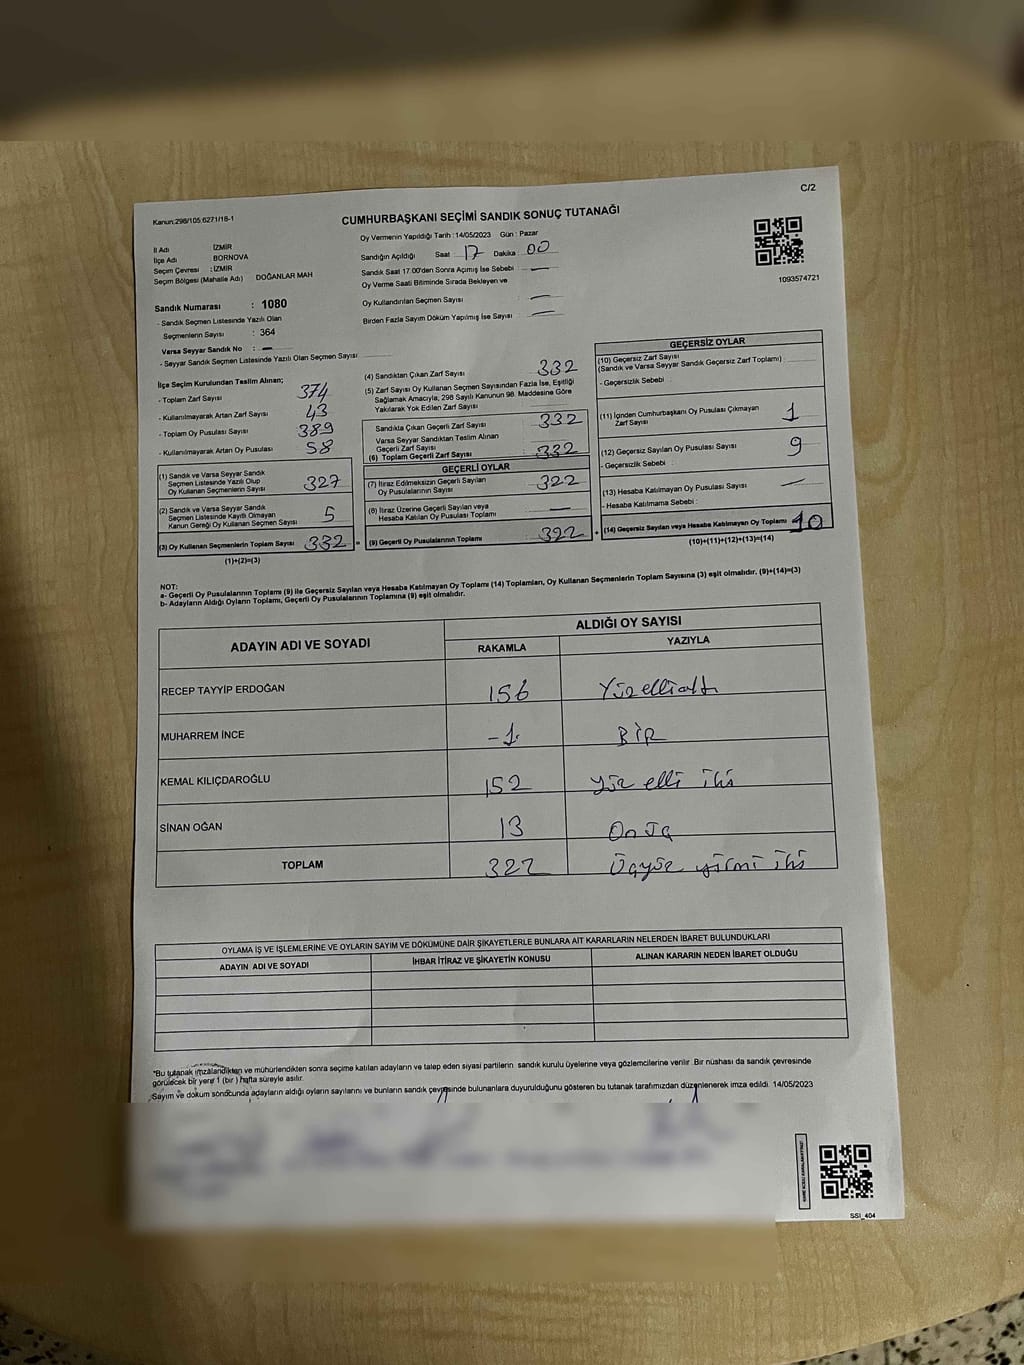 C/2
Kanun:298/105,6271/18-1
CUMHURBAŞKANI SEÇİMİ SANDIK SONUÇ TUTANAĞI
Oy Vermenin Yapıldığı Tarih :14/05/2023 Gün : Pazar
İl Adı İZMİR
İlçe Adı BORNOVA
Seçim Çevresi : İZMİR
Seçim Bölgesi (Mahalle Adı) DOĞANLAR MAH
Sandığın Açıldığı Saat 17 Dakika 00
Sandık Saat 17:00'den Sonra Açımış İse Sebebi : —
Oy Verme Saati Bitiminde Sırada Bekleyen ve
Oy Kullandırılan Seçmen Sayısı —
Birden Fazla Sayım Döküm Yapılmış İse Sayısı : —
1093574721
Sandık Numarası : 1080
- Sandık Seçmen Listesinde Yazılı Olan
Seçmenlerin Sayısı : 364
Varsa Seyyar Sandık No : —
- Seyyar Sandık Seçmen Listesinde Yazılı Olan Seçmen Sayısı
İlçe Seçim Kurulundan Teslim Alınan;
- Toplam Zarf Sayısı 374
- Kullanılmayarak Artan Zarf Sayısı 43
- Toplam Oy Pusulası Sayısı 389
- Kullanılmayarak Artan Oy Pusulası 58
(1) Sandık ve Varsa Seyyar Sandık
Seçmen Listesinde Yazılı Olup
Oy Kullanan Seçmenlerin Sayısı 327
(2) Sandık ve Varsa Seyyar Sandık
Seçmen Listesinde Kayıtlı Olmayan
Kanun Gereği Oy Kullanan Seçmen Sayısı 5
(3) Oy Kullanan Seçmenlerin Toplam Sayısı 332 =
(1)+(2)=(3)
(4) Sandıktan Çıkan Zarf Sayısı 332
(5) Zarf Sayısı Oy Kullanan Seçmen Sayısından Fazla İse, Eşitliği
Sağlamak Amacıyla, 298 Sayılı Kanunun 98. Maddesine Göre
Yakılarak Yok Edilen Zarf Sayısı
Sandıkta Çıkan Geçerli Zarf Sayısı 332
Varsa Seyyar Sandıktan Teslim Alınan
Geçerli Zarf Sayısı
(6) Toplam Geçerli Zarf Sayısı 332
GEÇERLİ OYLAR
(7) İtiraz Edilmeksizin Geçerli Sayılan
Oy Pusulalarının Sayısı 322
(8) İtiraz Üzerine Geçerli Sayılan veya
Hesaba Katılan Oy Pusulası Toplamı —
(9) Geçerli Oy Pusulalarının Toplamı 322 +
GEÇERSİZ OYLAR
(10) Geçersiz Zarf Sayısı
(Sandık ve Varsa Seyyar Sandık Geçersiz Zarf Toplamı) :
- Geçersizlik Sebebi :
(11) İçinden Cumhurbaşkanı Oy Pusulası Çıkmayan
Zarf Sayısı 1
(12) Geçersiz Sayılan Oy Pusulası Sayısı 9
- Geçersizlik Sebebi :
(13) Hesaba Katılmayan Oy Pusulası Sayısı —
- Hesaba Katılmama Sebebi :
(14) Geçersiz Sayılan veya Hesaba Katılmayan Oy Toplamı 10
(10)+(11)+(12)+(13)=(14)
NOT:
a- Geçerli Oy Pusulalarının Toplamı (9) ile Geçersiz Sayılan veya Hesaba Katılmayan Oy Toplamı (14) Toplamları, Oy Kullanan Seçmenlerin Toplam Sayısına (3) eşit olmalıdır. (9)+(14)=(3)
b- Adayların Aldığı Oyların Toplamı, Geçerli Oy Pusulalarının Toplamına (9) eşit olmalıdır.
ADAYIN ADI VE SOYADI
ALDIĞI OY SAYISI
RAKAMLA YAZIYLA
RECEP TAYYİP ERDOĞAN 156 Yüzellialtı
MUHARREM İNCE -1- BİR
KEMAL KILIÇDAROĞLU 152 yüz elli iki
SİNAN OĞAN 13 Onüç
TOPLAM 322 Üçyüz yirmi iki
OYLAMA İŞ VE İŞLEMLERİNE VE OYLARIN SAYIM VE DÖKÜMÜNE DAİR ŞİKAYETLERLE BUNLARA AİT KARARLARIN NELERDEN İBARET BULUNDUKLARI
ADAYIN ADI VE SOYADI İHBAR İTİRAZ VE ŞİKAYETİN KONUSU ALINAN KARARIN NEDEN İBARET OLDUĞU
*Bu tutanak imzalandıkten ve mühürlendikten sonra seçime katılan adayların ve talep eden siyasi partilerin sandık kurulu üyelerine veya gözlemcilerine verilir. Bir nüshası da sandık çevresinde
görülecek bir yere 1 (bir ) hafta süreyle asılır.
Sayım ve döküm sonucunda adayların aldığı oyların sayılarını ve bunların sandık çevresinde bulunanlara duyurulduğunu gösteren bu tutanak tarafımızdan düzenlenerek imza edildi. 14/05/2023
SSI_404